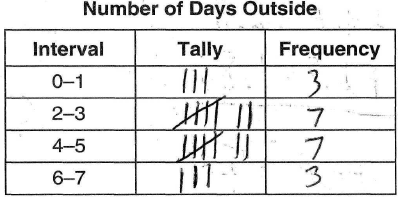 Number of Days Outside
Interval Tally Frequency
0–1 ||| 3
2–3 𝍸 || 7
4–5 𝍸 || 7
6–7 ||| 3